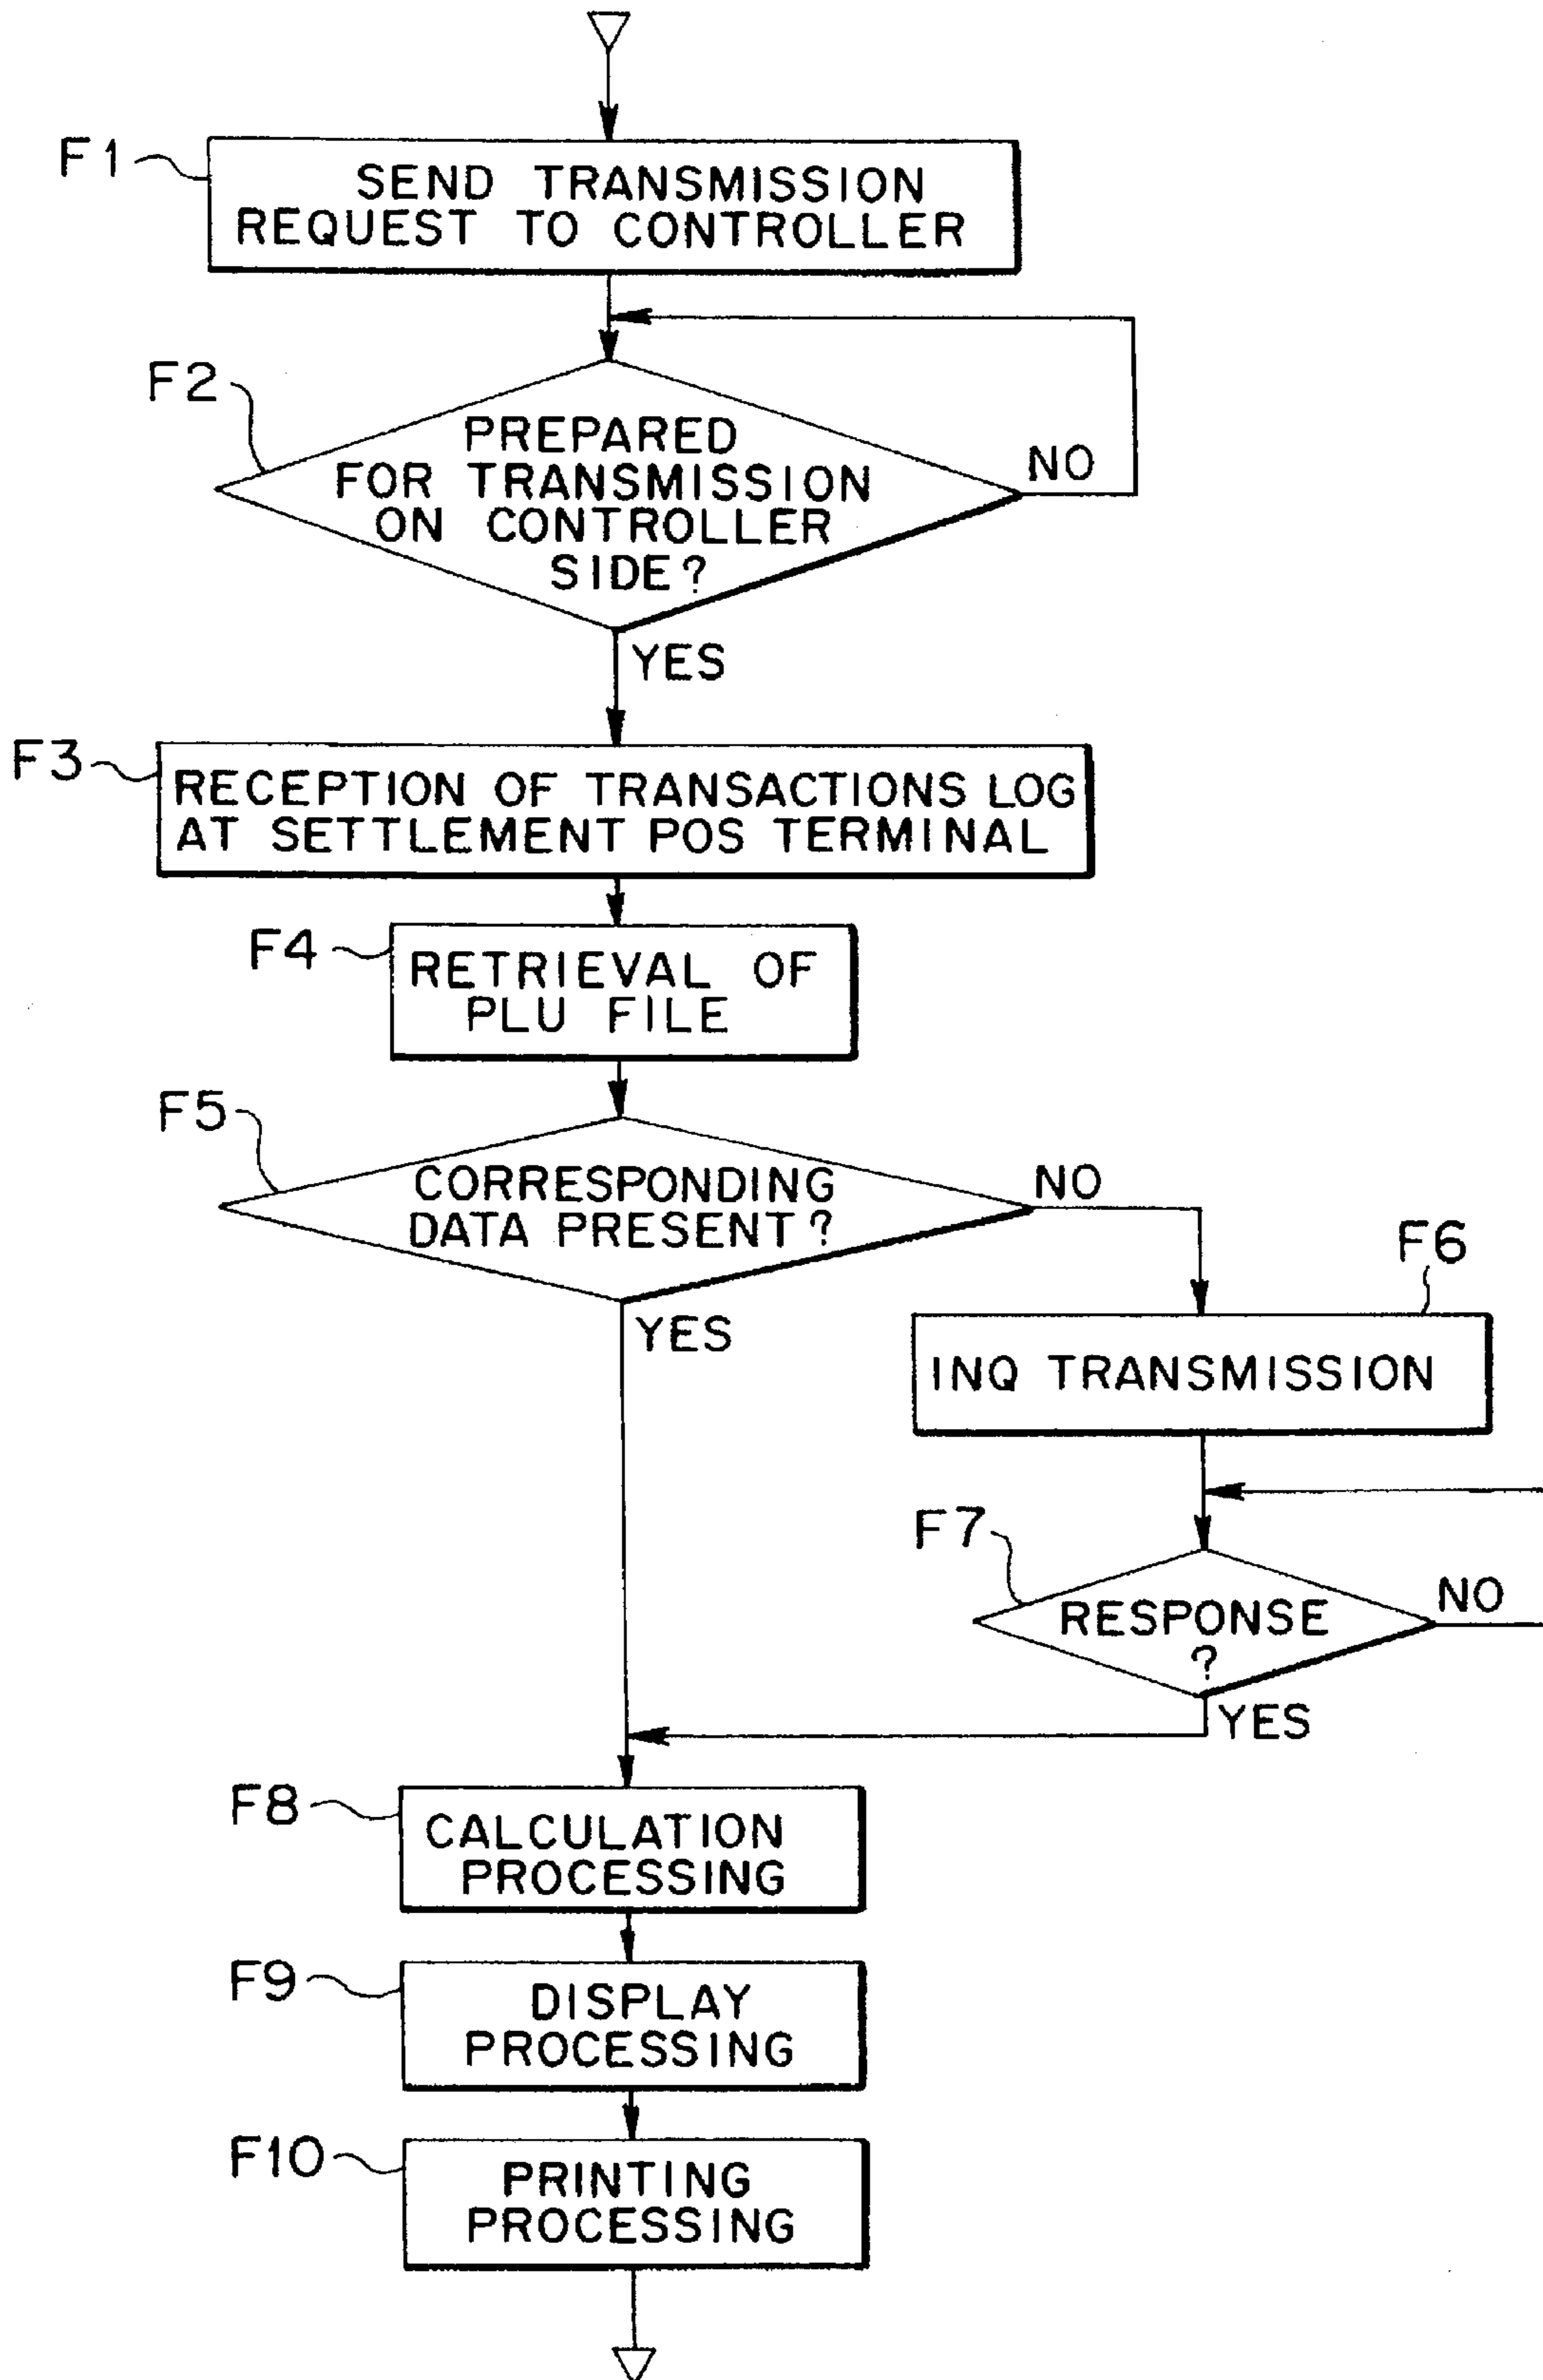 F1
SEND TRANSMISSION
REQUEST TO CONTROLLER
F2
PREPARED
FOR TRANSMISSION
ON CONTROLLER
SIDE?
NO
YES
F3
RECEPTION OF TRANSACTIONS LOG
AT SETTLEMENT POS TERMINAL
F4
RETRIEVAL OF
PLU FILE
F5
CORRESPONDING
DATA PRESENT?
NO
YES
F6
INQ TRANSMISSION
F7
RESPONSE
?
NO
YES
F8
CALCULATION
PROCESSING
F9
DISPLAY
PROCESSING
F10
PRINTING
PROCESSING